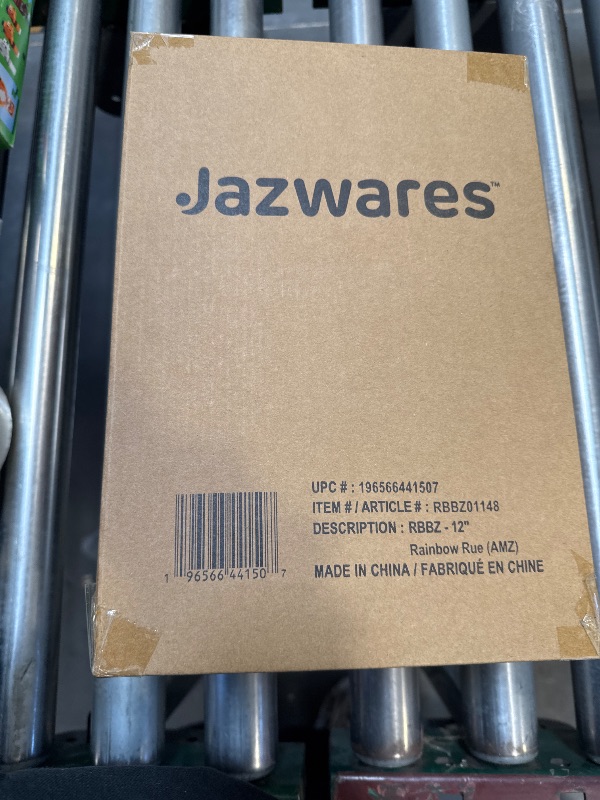 Jazwares™
UPC # : 196566441507
ITEM # / ARTICLE # : RBBZ01148
DESCRIPTION : RBBZ - 12"
Rainbow Rue (AMZ)
MADE IN CHINA / FABRIQUÉ EN CHINE
1 96566 44150 7